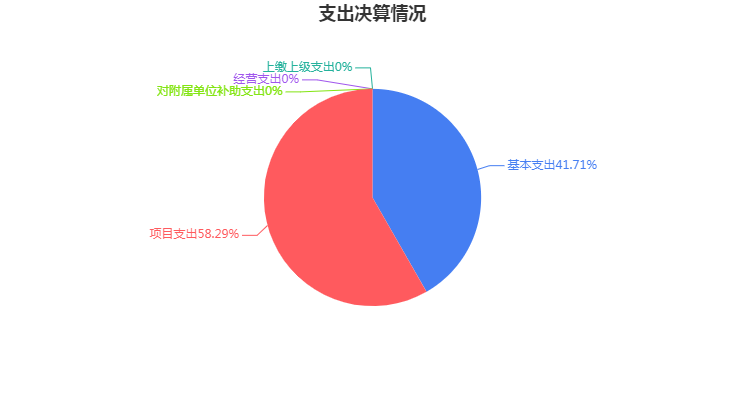 支出决算情况
上缴上级支出0%
经营支出0%
对附属单位补助支出0%
基本支出41.71%
项目支出58.29%